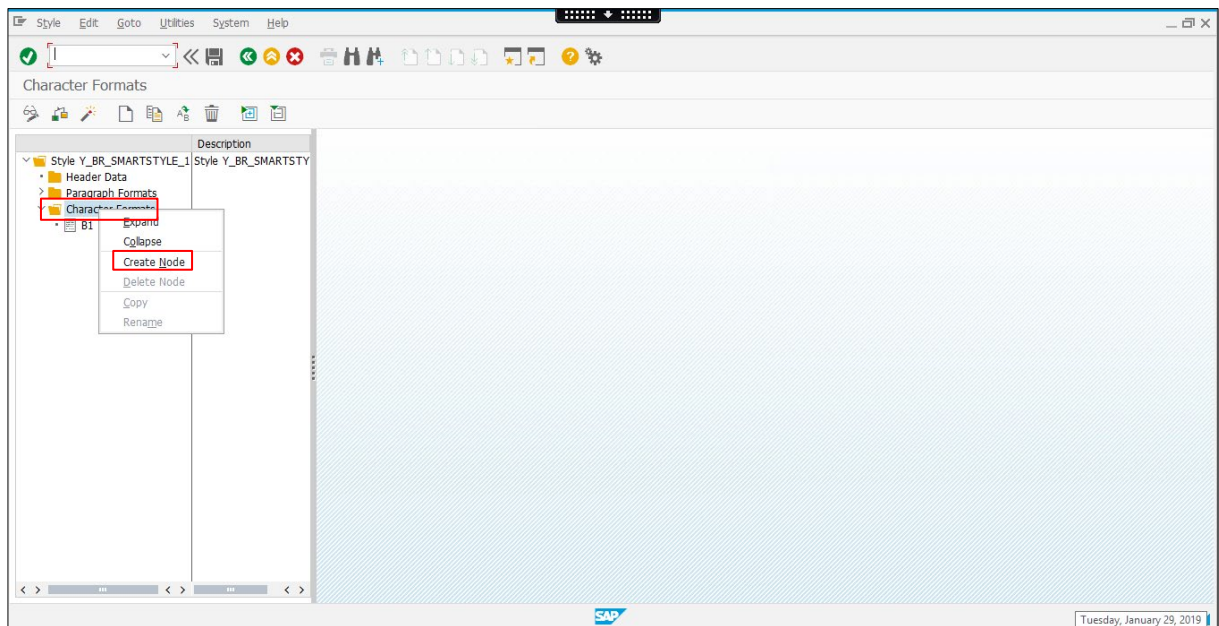 Style Edit Goto Utilities System Help
Character Formats
Description
Style Y_BR_SMARTSTYLE_1 Style Y_BR_SMARTSTY
Header Data
Paragraph Formats
Character Formats
B1
Expand
Collapse
Create Node
Delete Node
Copy
Rename
SAP
Tuesday, January 29, 2019